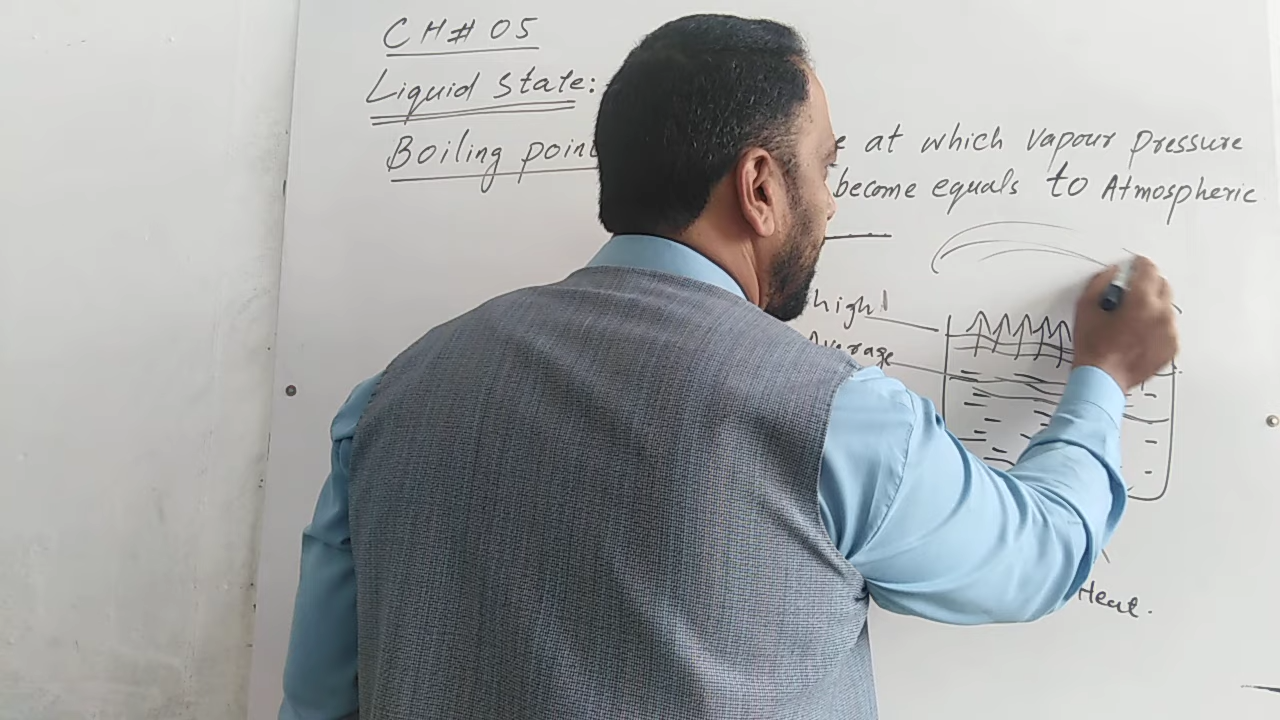 CH# 05
Liquid State:
Boiling point e at which vapour pressure
become equals to Atmospheric
high
Average
Heat.